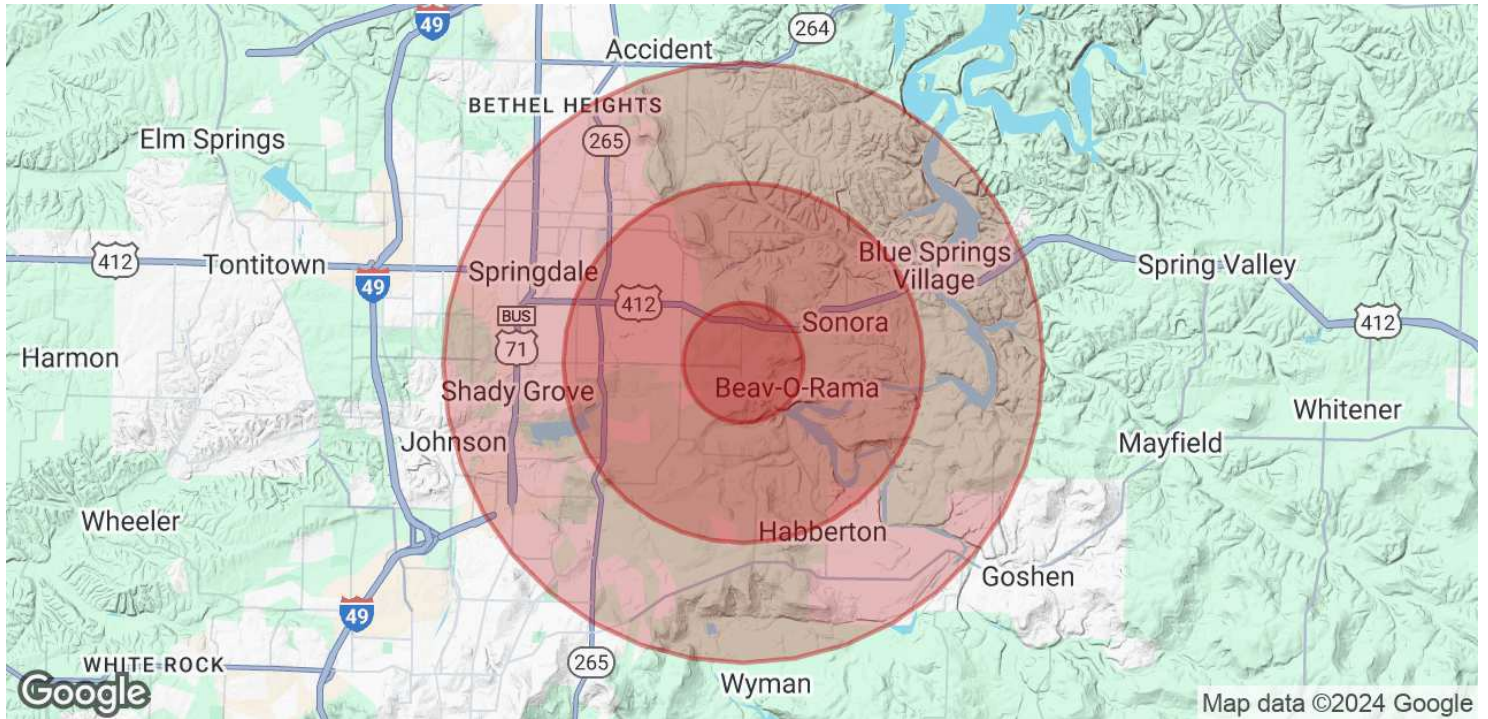 49
264
Accident
BETHEL HEIGHTS
265
Elm Springs
412
Tontitown
49
Springdale
Blue Springs
Village
Spring Valley
412
BUS
71
Sonora
412
Harmon
Shady Grove
Beav-O-Rama
Whitener
Johnson
Mayfield
Wheeler
Habberton
Goshen
49
WHITE ROCK
265
Wyman
Google
Map data ©2024 Google